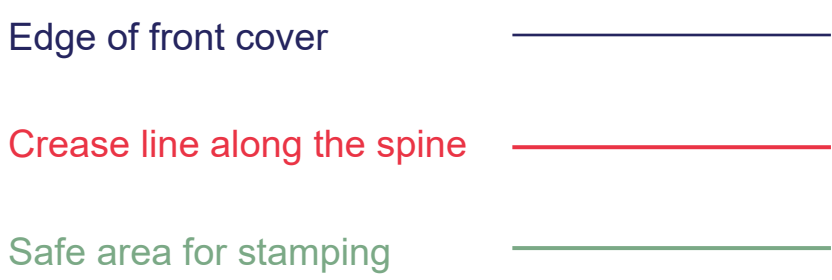 Edge of front cover
Crease line along the spine
Safe area for stamping